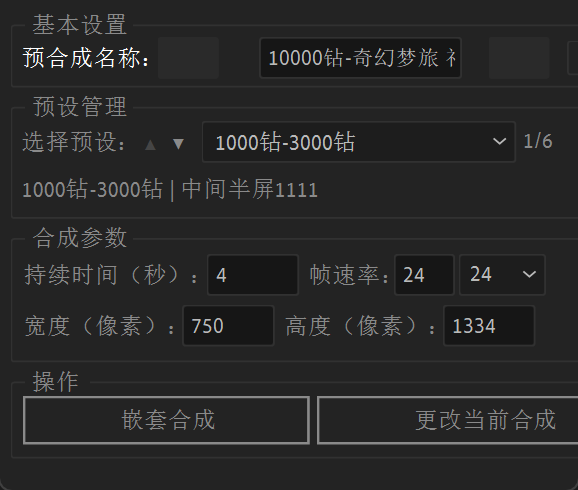 基本设置
预合成名称： 10000钻-奇幻梦旅
预设管理
选择预设： ▲ ▼ 1000钻-3000钻 1/6
1000钻-3000钻 | 中间半屏1111
合成参数
持续时间（秒）： 4 帧速率： 24 24
宽度（像素）： 750 高度（像素）： 1334
操作
嵌套合成 更改当前合成